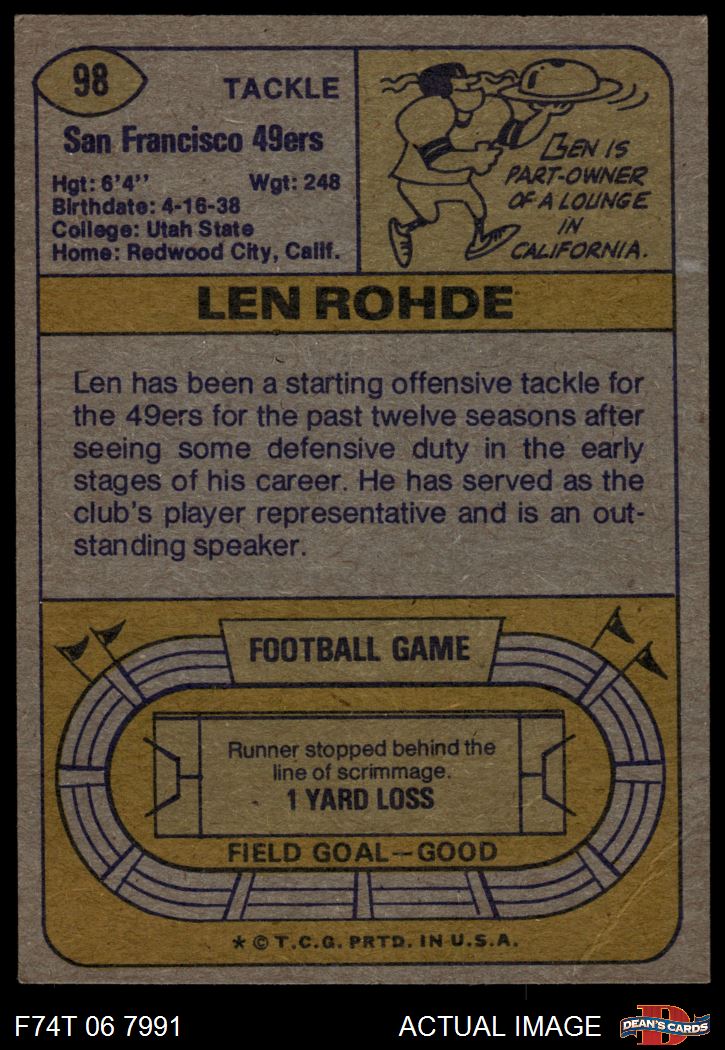 98
TACKLE
San Francisco 49ers
Hgt: 6'4" Wgt: 248
Birthdate: 4-16-38
College: Utah State
Home: Redwood City, Calif.
LEN IS
PART-OWNER
OF A LOUNGE
IN
CALIFORNIA.
LEN ROHDE
Len has been a starting offensive tackle for
the 49ers for the past twelve seasons after
seeing some defensive duty in the early
stages of his career. He has served as the
club's player representative and is an out-
standing speaker.
FOOTBALL GAME
Runner stopped behind the
line of scrimmage.
1 YARD LOSS
FIELD GOAL—GOOD
* © T.C.G. PRTD. IN U.S.A.
F74T 06 7991 ACTUAL IMAGE
D
DEAN'S CARDS